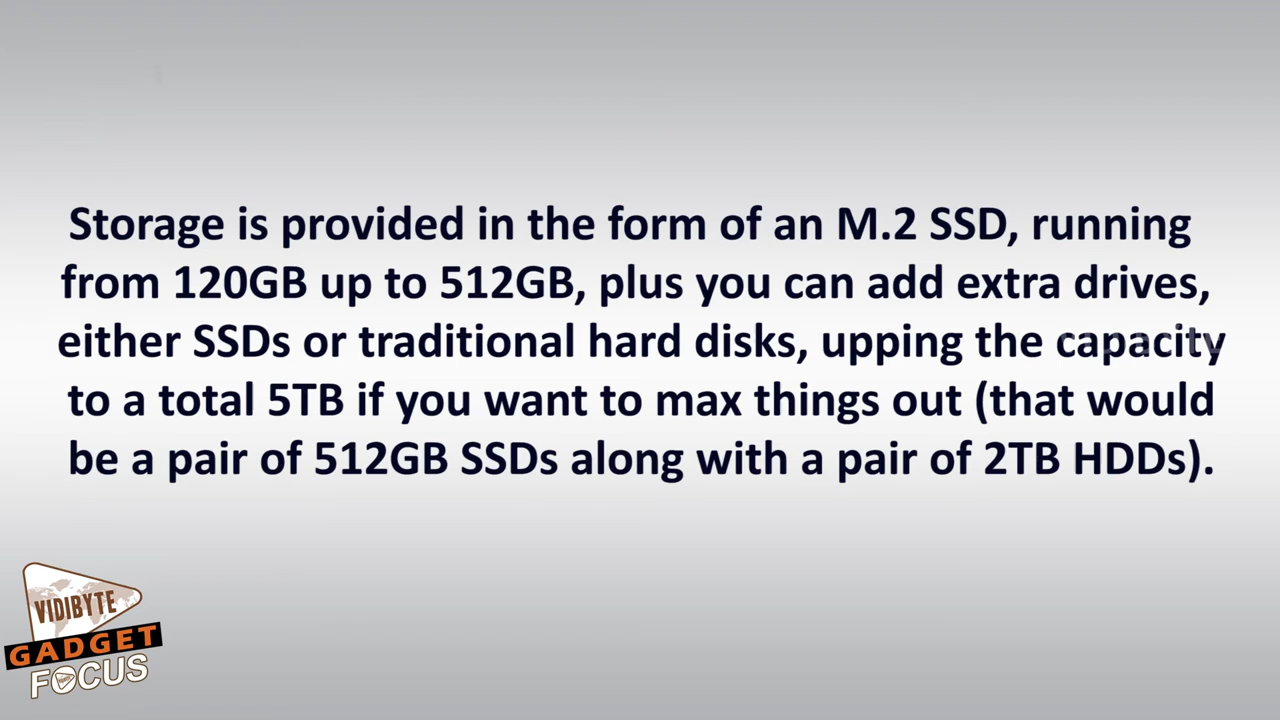 Storage is provided in the form of an M.2 SSD, running
from 120GB up to 512GB, plus you can add extra drives,
either SSDs or traditional hard disks, upping the capacity
to a total 5TB if you want to max things out (that would
be a pair of 512GB SSDs along with a pair of 2TB HDDs).
VIDIBYTE
GADGET
FOCUS